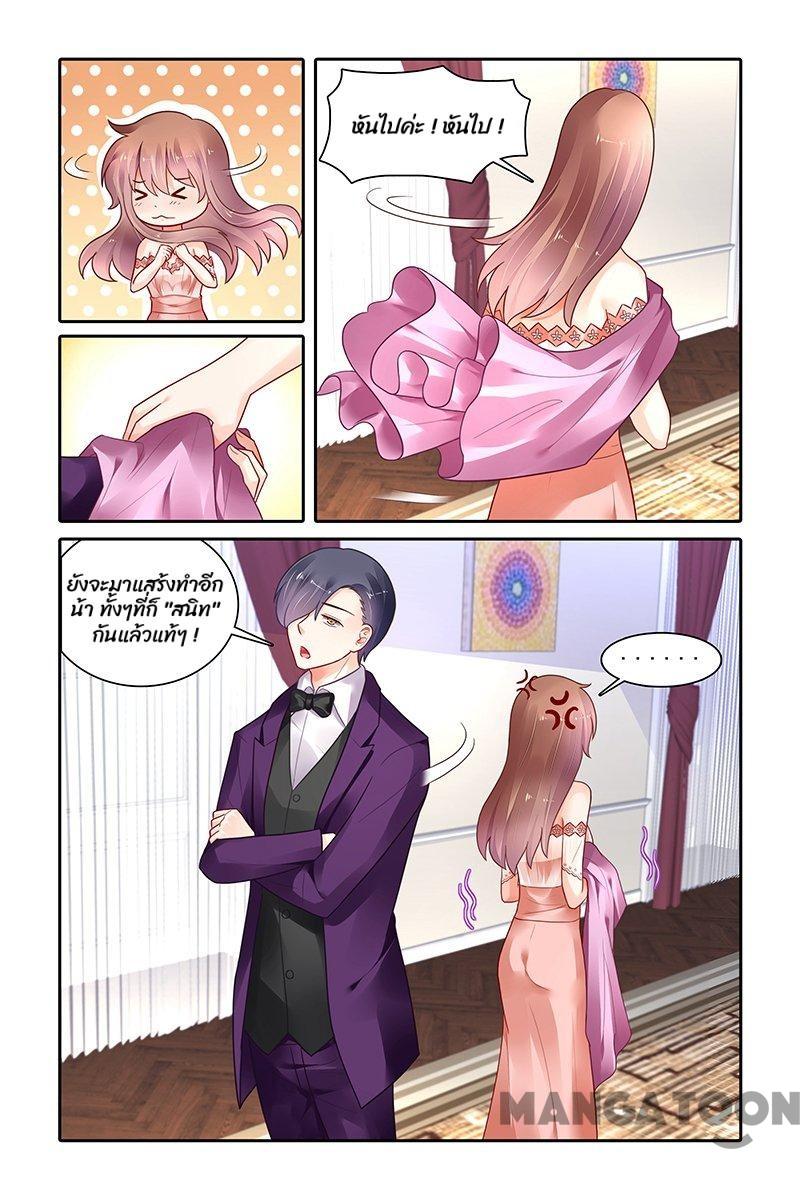 หันไปค่ะ ! หันไป !
ยังจะมาแสร้งทำอีก
น้า ทั้งๆที่ก็ "สนิท"
กันแล้วแท้ๆ !
......
MANGATOON